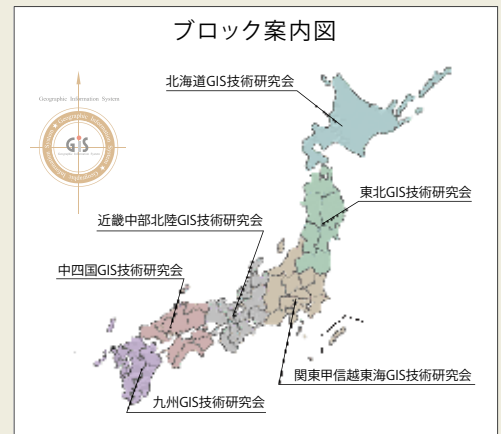 ブロック案内図
北海道GIS技術研究会
Geographic Information System
GiS
東北GIS技術研究会
近畿中部北陸GIS技術研究会
中四国GIS技術研究会
関東甲信越東海GIS技術研究会
九州GIS技術研究会